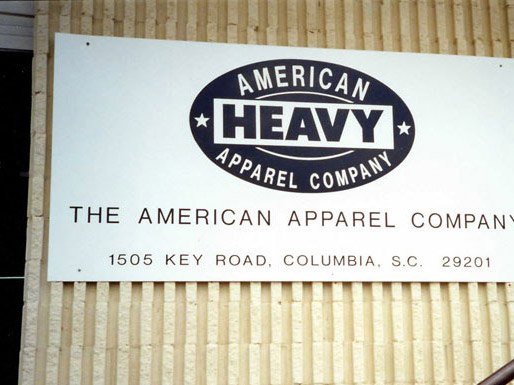 AMERICAN
HEAVY
APPAREL COMPANY
THE AMERICAN APPAREL COMPANY
1505 KEY ROAD, COLUMBIA, S.C. 29201